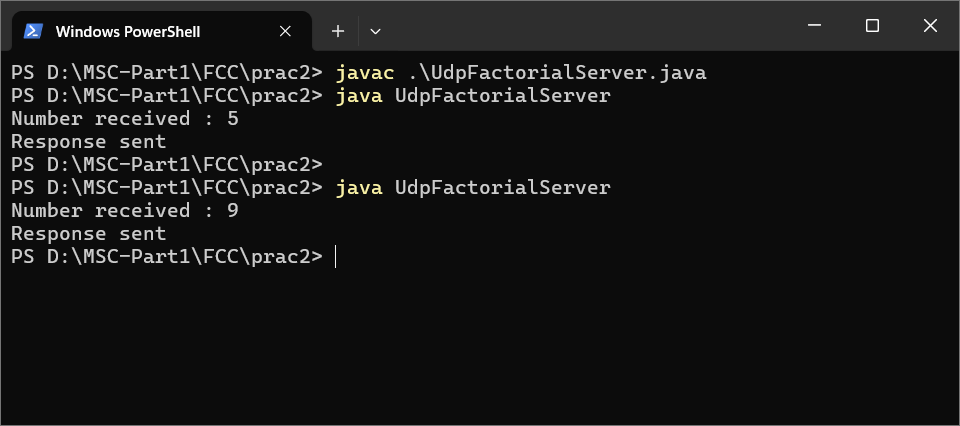 Windows PowerShell
PS D:\MSC-Part1\FCC\prac2> javac .\UdpFactorialServer.java
PS D:\MSC-Part1\FCC\prac2> java UdpFactorialServer
Number received : 5
Response sent
PS D:\MSC-Part1\FCC\prac2>
PS D:\MSC-Part1\FCC\prac2> java UdpFactorialServer
Number received : 9
Response sent
PS D:\MSC-Part1\FCC\prac2>